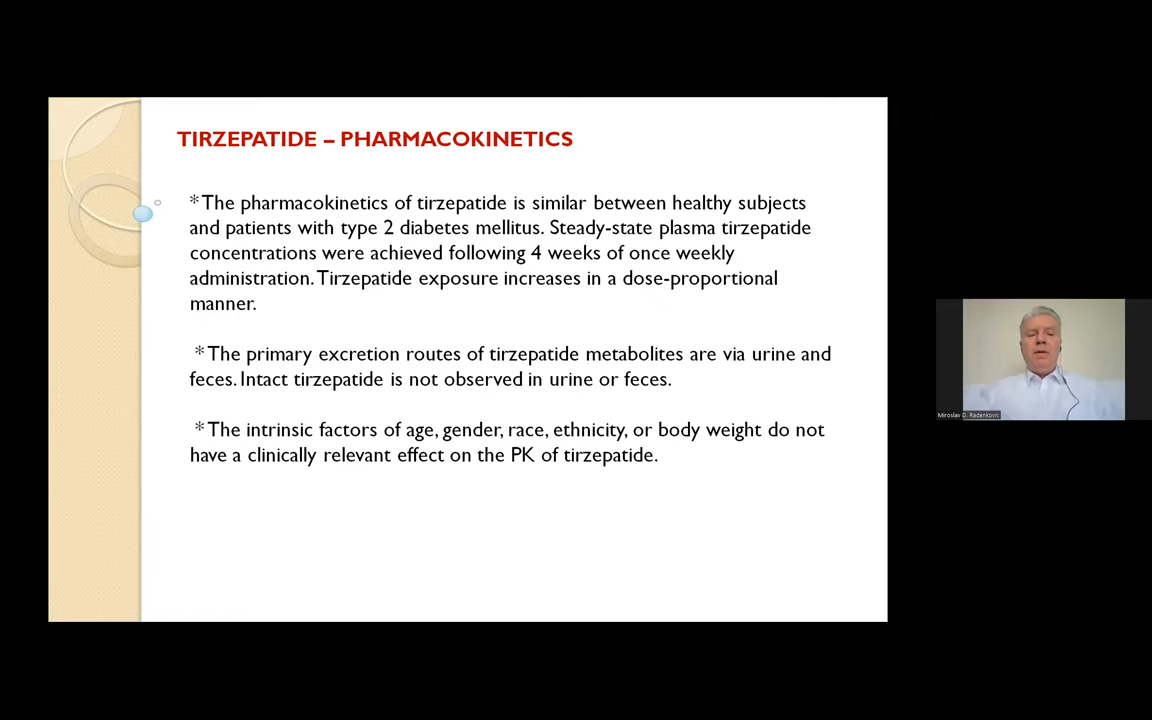 TIRZEPATIDE – PHARMACOKINETICS
* The pharmacokinetics of tirzepatide is similar between healthy subjects
and patients with type 2 diabetes mellitus. Steady-state plasma tirzepatide
concentrations were achieved following 4 weeks of once weekly
administration. Tirzepatide exposure increases in a dose-proportional
manner.
* The primary excretion routes of tirzepatide metabolites are via urine and
feces. Intact tirzepatide is not observed in urine or feces.
* The intrinsic factors of age, gender, race, ethnicity, or body weight do not
have a clinically relevant effect on the PK of tirzepatide.
Miroslav D. Radenkovic